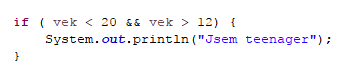 if ( vek < 20 && vek > 12) {
    System.out.println("Jsem teenager");
}